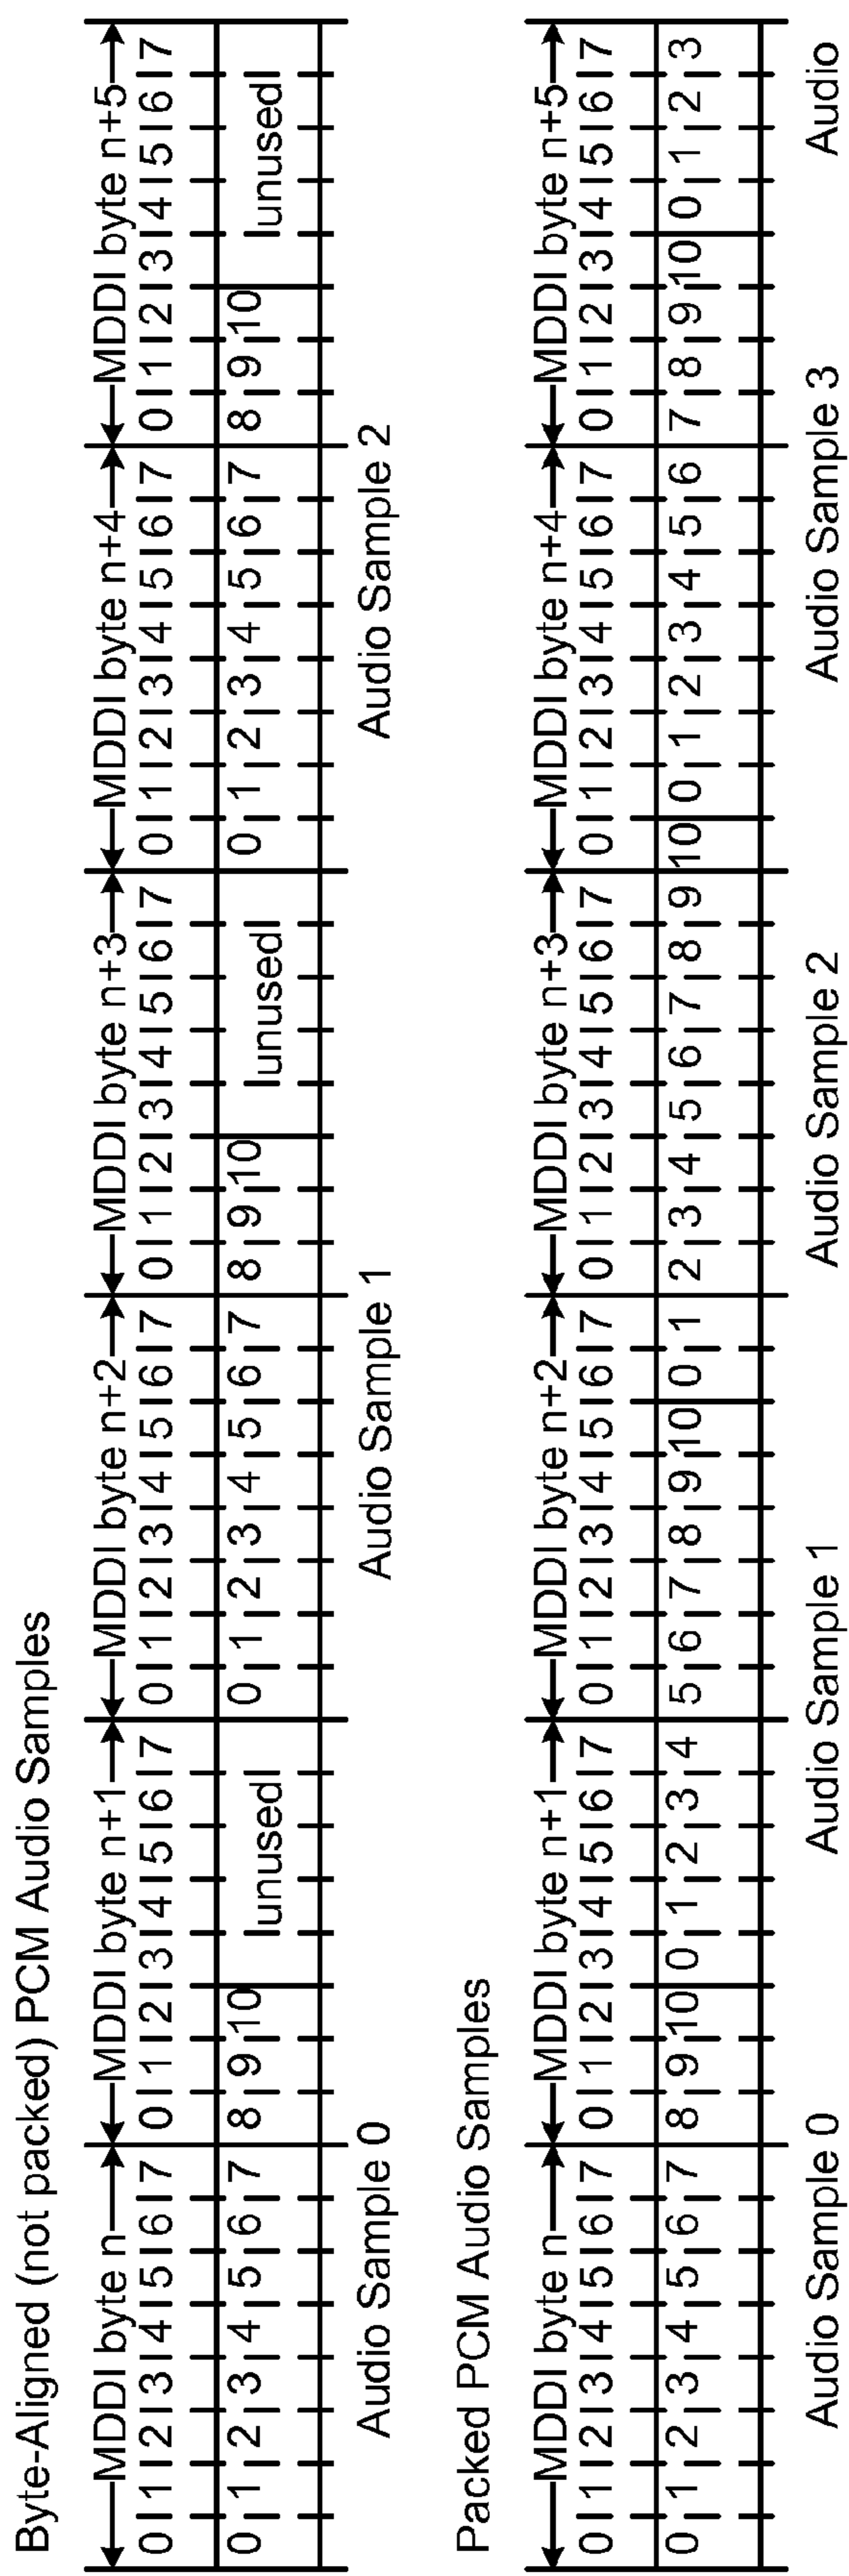 Byte-Aligned (not packed) PCM Audio Samples
MDDI byte n MDDI byte n+1 MDDI byte n+2 MDDI byte n+3 MDDI byte n+4 MDDI byte n+5
0 1 2 3 4 5 6 7 0 1 2 3 4 5 6 7 0 1 2 3 4 5 6 7 0 1 2 3 4 5 6 7 0 1 2 3 4 5 6 7 0 1 2 3 4 5 6 7
0 1 2 3 4 5 6 7 8 9 10 unused 0 1 2 3 4 5 6 7 8 9 10 unused 0 1 2 3 4 5 6 7 8 9 10 unused
Audio Sample 0 Audio Sample 1 Audio Sample 2
Packed PCM Audio Samples
MDDI byte n MDDI byte n+1 MDDI byte n+2 MDDI byte n+3 MDDI byte n+4 MDDI byte n+5
0 1 2 3 4 5 6 7 0 1 2 3 4 5 6 7 0 1 2 3 4 5 6 7 0 1 2 3 4 5 6 7 0 1 2 3 4 5 6 7 0 1 2 3 4 5 6 7
0 1 2 3 4 5 6 7 8 9 10 0 1 2 3 4 5 6 7 8 9 10 0 1 2 3 4 5 6 7 8 9 10 0 1 2 3 4 5 6 7 8 9 10 0 1 2 3
Audio Sample 0 Audio Sample 1 Audio Sample 2 Audio Sample 3 Audio